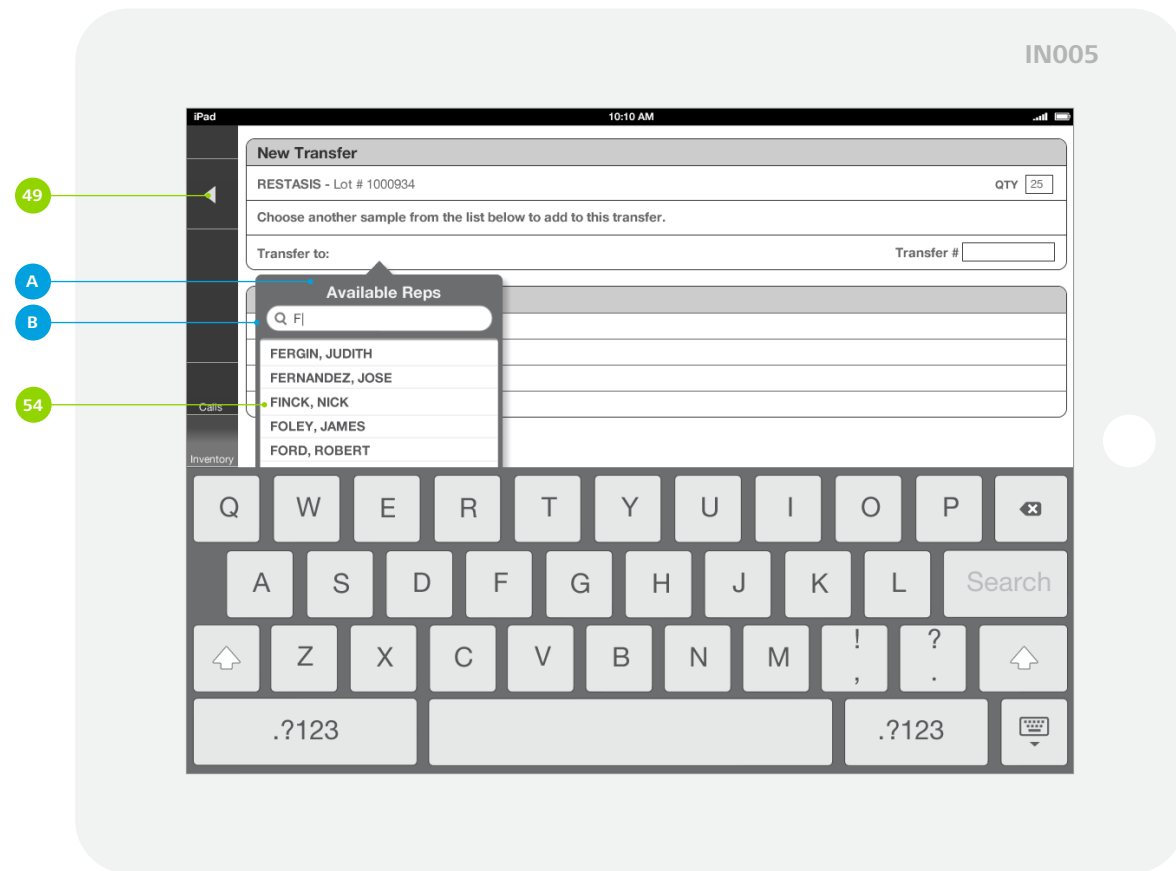 IN005
iPad 10:10 AM
New Transfer
RESTASIS - Lot # 1000934 QTY 25
49
Choose another sample from the list below to add to this transfer.
Transfer to: Transfer #
A
Available Reps
B
F
FERGIN, JUDITH
FERNANDEZ, JOSE
54
FINCK, NICK
Calls
FOLEY, JAMES
FORD, ROBERT
Inventory
Q W E R T Y U I O P
A S D F G H J K L Search
Z X C V B N M ! , ? .
.?123 .?123